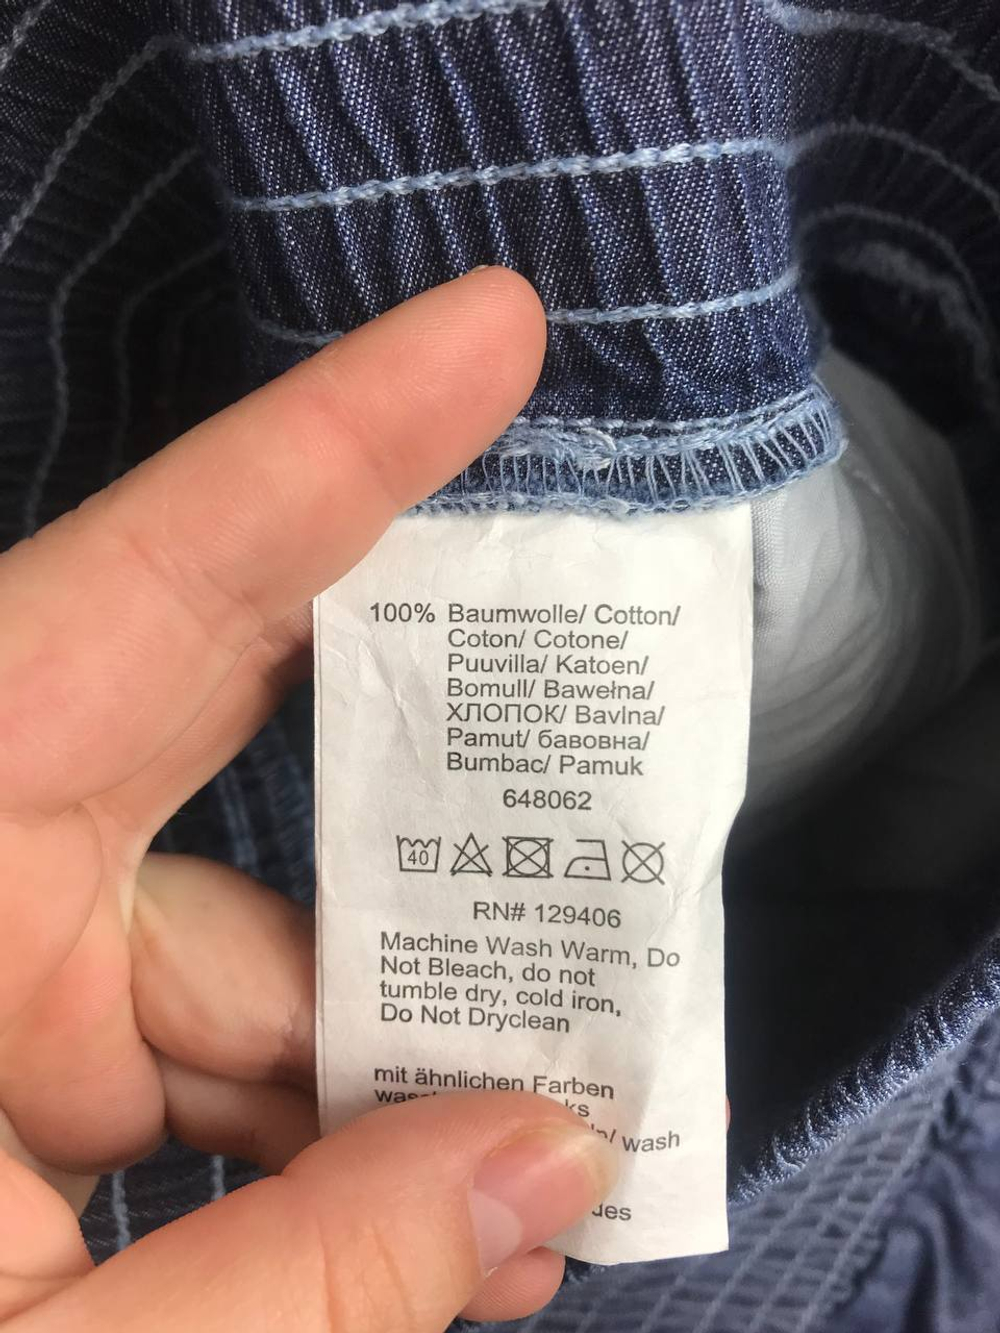 100% Baumwolle/ Cotton/
Coton/ Cotone/
Puuvilla/ Katoen/
Bomull/ Bawełna/
ХЛОПОК/ Bavlna/
Pamut/ бавовна/
Bumbac/ Pamuk
648062
40
RN# 129406
Machine Wash Warm, Do
Not Bleach, do not
tumble dry, cold iron,
Do Not Dryclean
mit ähnlichen Farben
wash